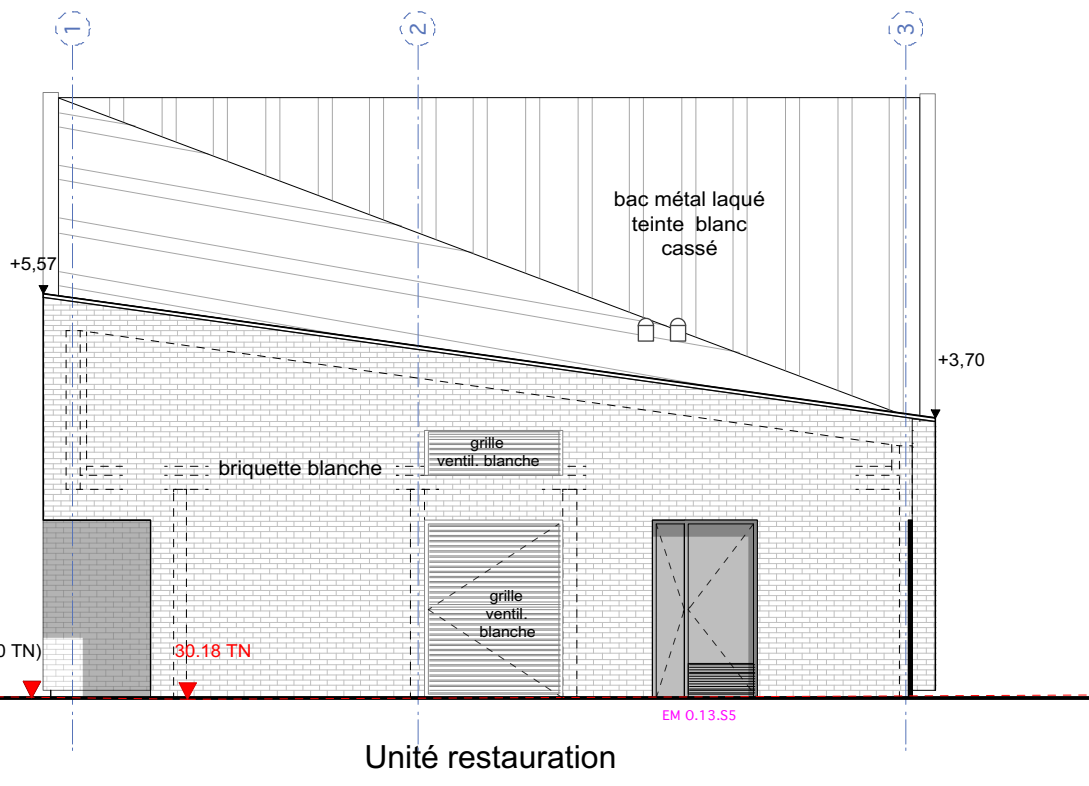 1
2
3
bac métal laqué
teinte blanc
cassé
+5,57
+3,70
grille
ventil. blanche
briquette blanche
grille
ventil.
blanche
0 TN)
30.18 TN
EM 0.13.S5
Unité restauration